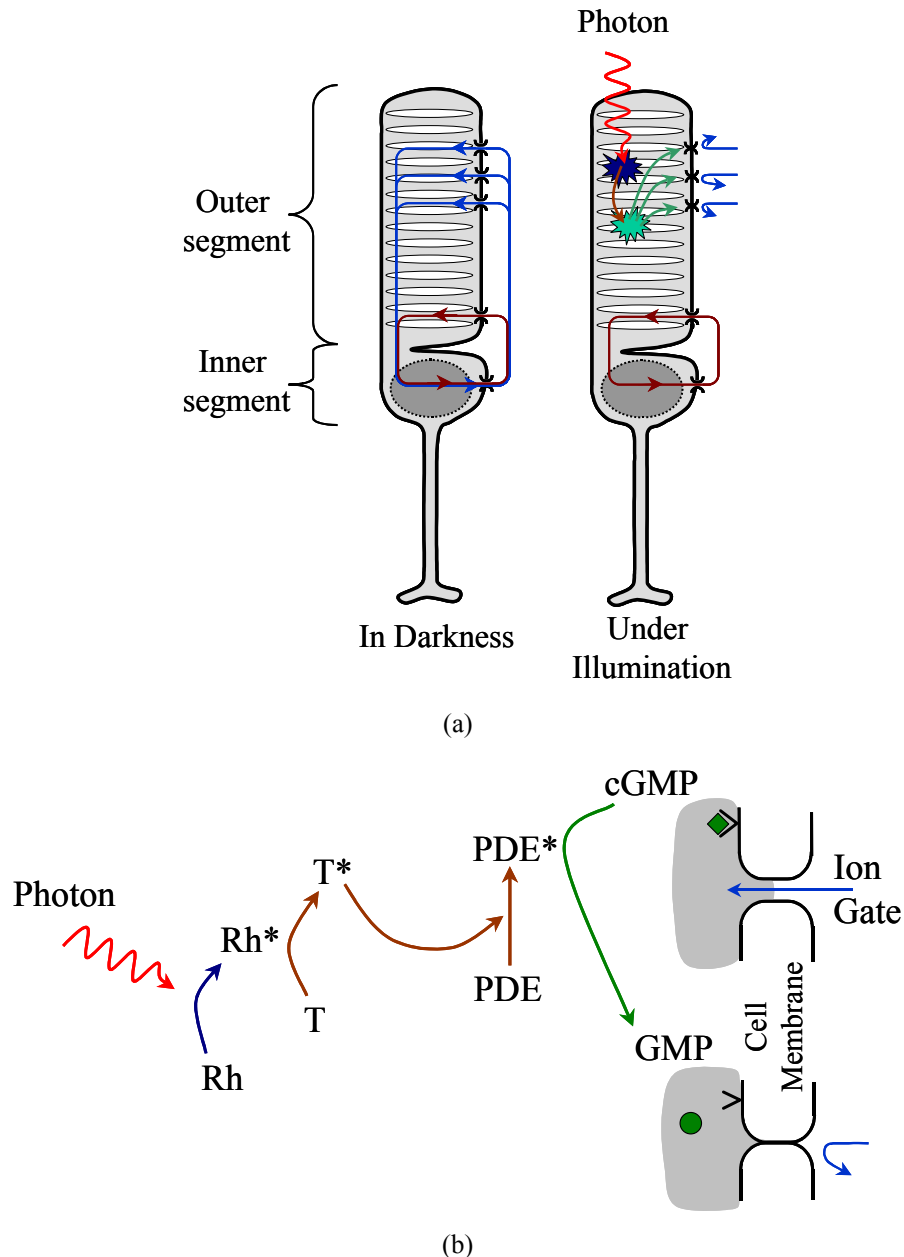 Photon
Outer
segment
Inner
segment
In Darkness
Under
Illumination
(a)
cGMP
PDE*
T*
Ion
Gate
Photon
Rh*
PDE
T
Cell
Membrane
GMP
Rh
(b)